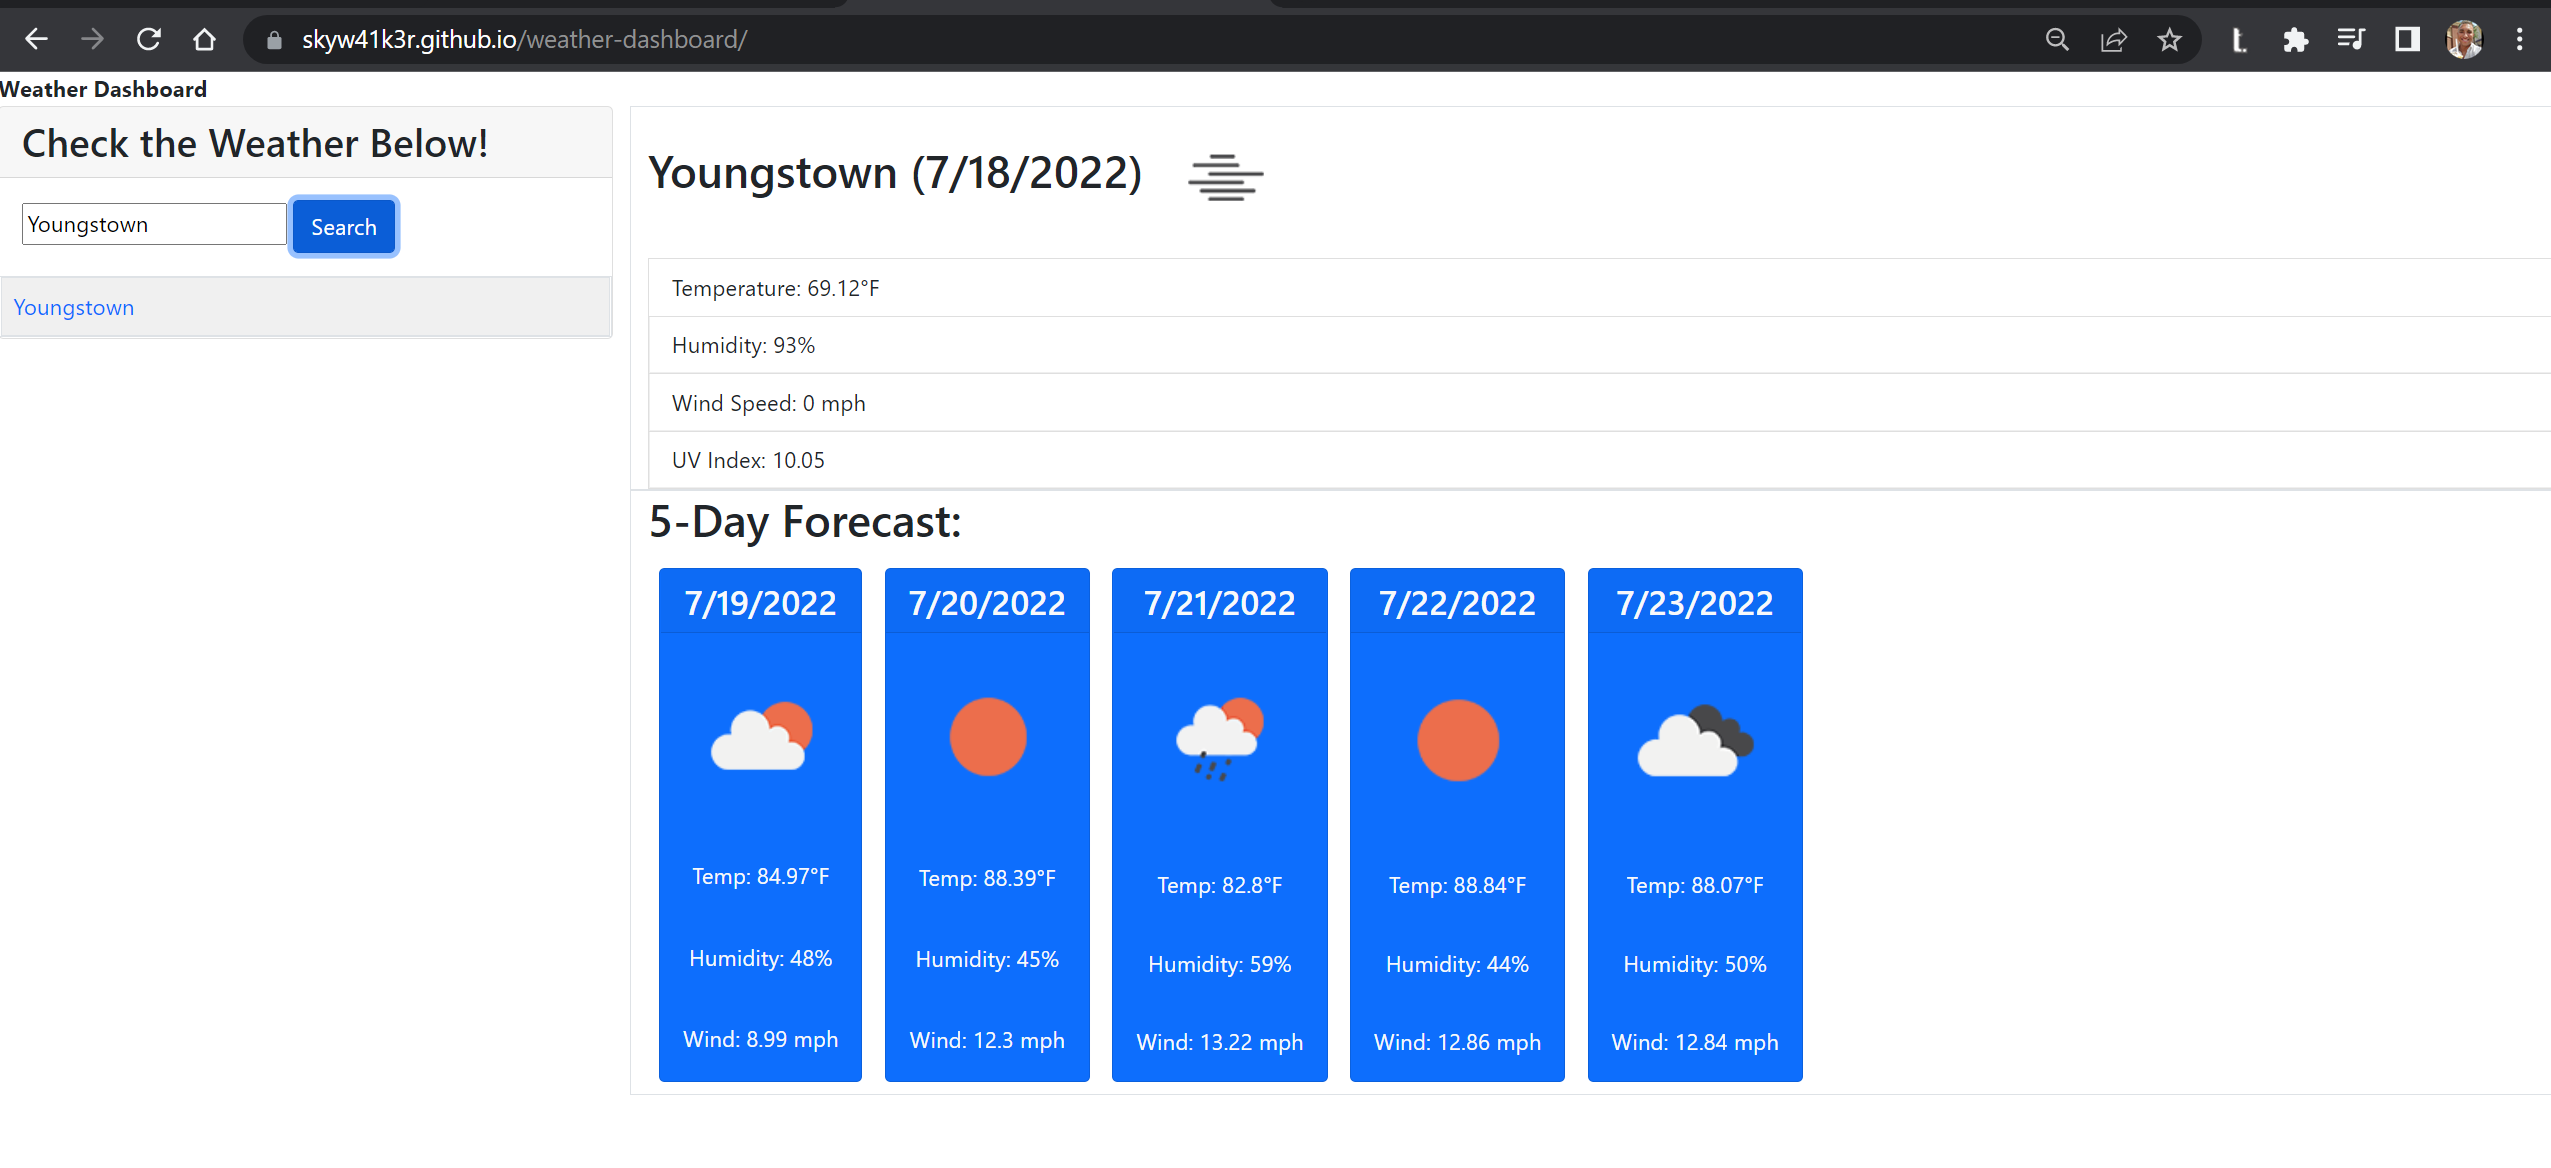 skyw41k3r.github.io/weather-dashboard/
t.
Weather Dashboard
Check the Weather Below!
Youngstown
Search
Youngstown
Youngstown (7/18/2022)
Temperature: 69.12°F
Humidity: 93%
Wind Speed: 0 mph
UV Index: 10.05
5-Day Forecast:
7/19/2022
Temp: 84.97°F
Humidity: 48%
Wind: 8.99 mph
7/20/2022
Temp: 88.39°F
Humidity: 45%
Wind: 12.3 mph
7/21/2022
Temp: 82.8°F
Humidity: 59%
Wind: 13.22 mph
7/22/2022
Temp: 88.84°F
Humidity: 44%
Wind: 12.86 mph
7/23/2022
Temp: 88.07°F
Humidity: 50%
Wind: 12.84 mph